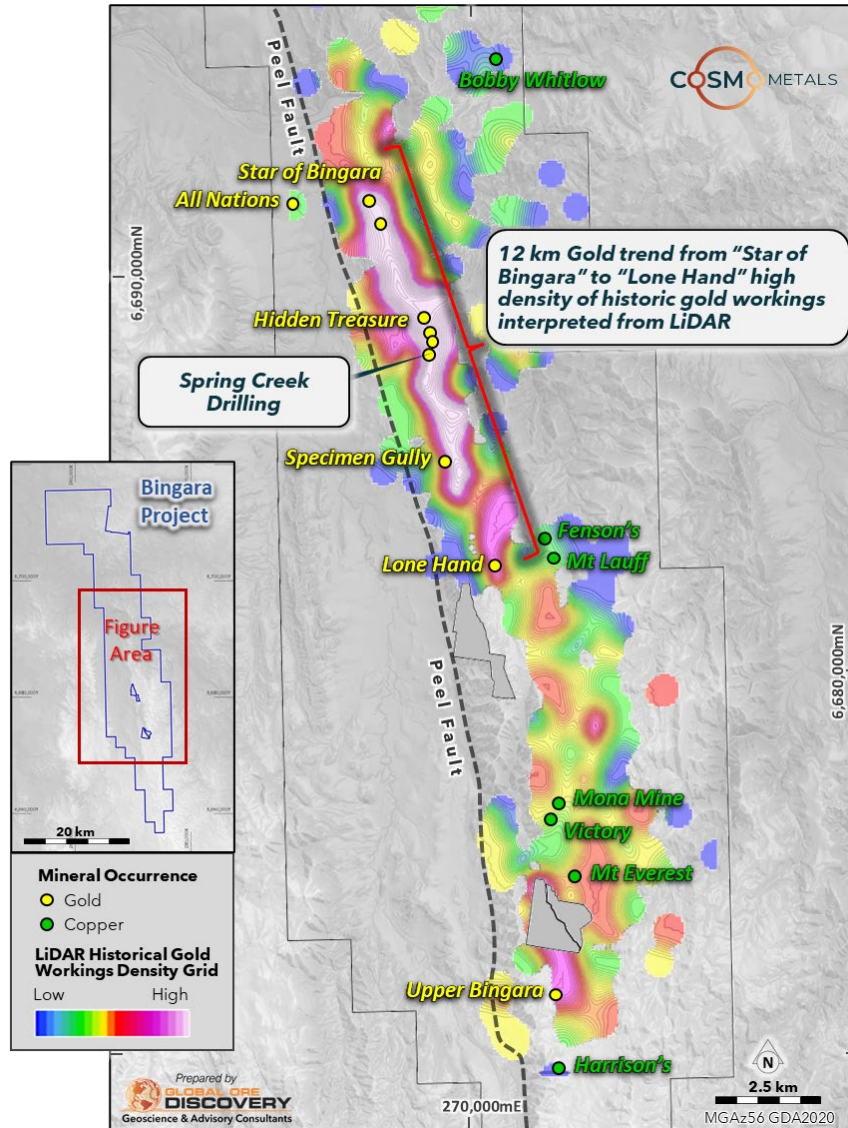 Peel Fault
Bobby Whitlow
COSMO METALS
Star of Bingara
All Nations
6,690,000mN
12 km Gold trend from “Star of
Bingara” to “Lone Hand” high
density of historic gold workings
interpreted from LiDAR
Hidden Treasure
Spring Creek
Drilling
Specimen Gully
Fenson's
Mt Lauff
Lone Hand
Bingara
Project
Figure
Area
20 km
Peel Fault
6,680,000mN
Mona Mine
Victory
Mt Everest
Mineral Occurrence
Gold
Copper
LiDAR Historical Gold
Workings Density Grid
Low High
Upper Bingara
Harrison's
Prepared by
GLOBAL ORE
DISCOVERY
Geoscience & Advisory Consultants
270,000mE
N
2.5 km
MGAz56 GDA2020